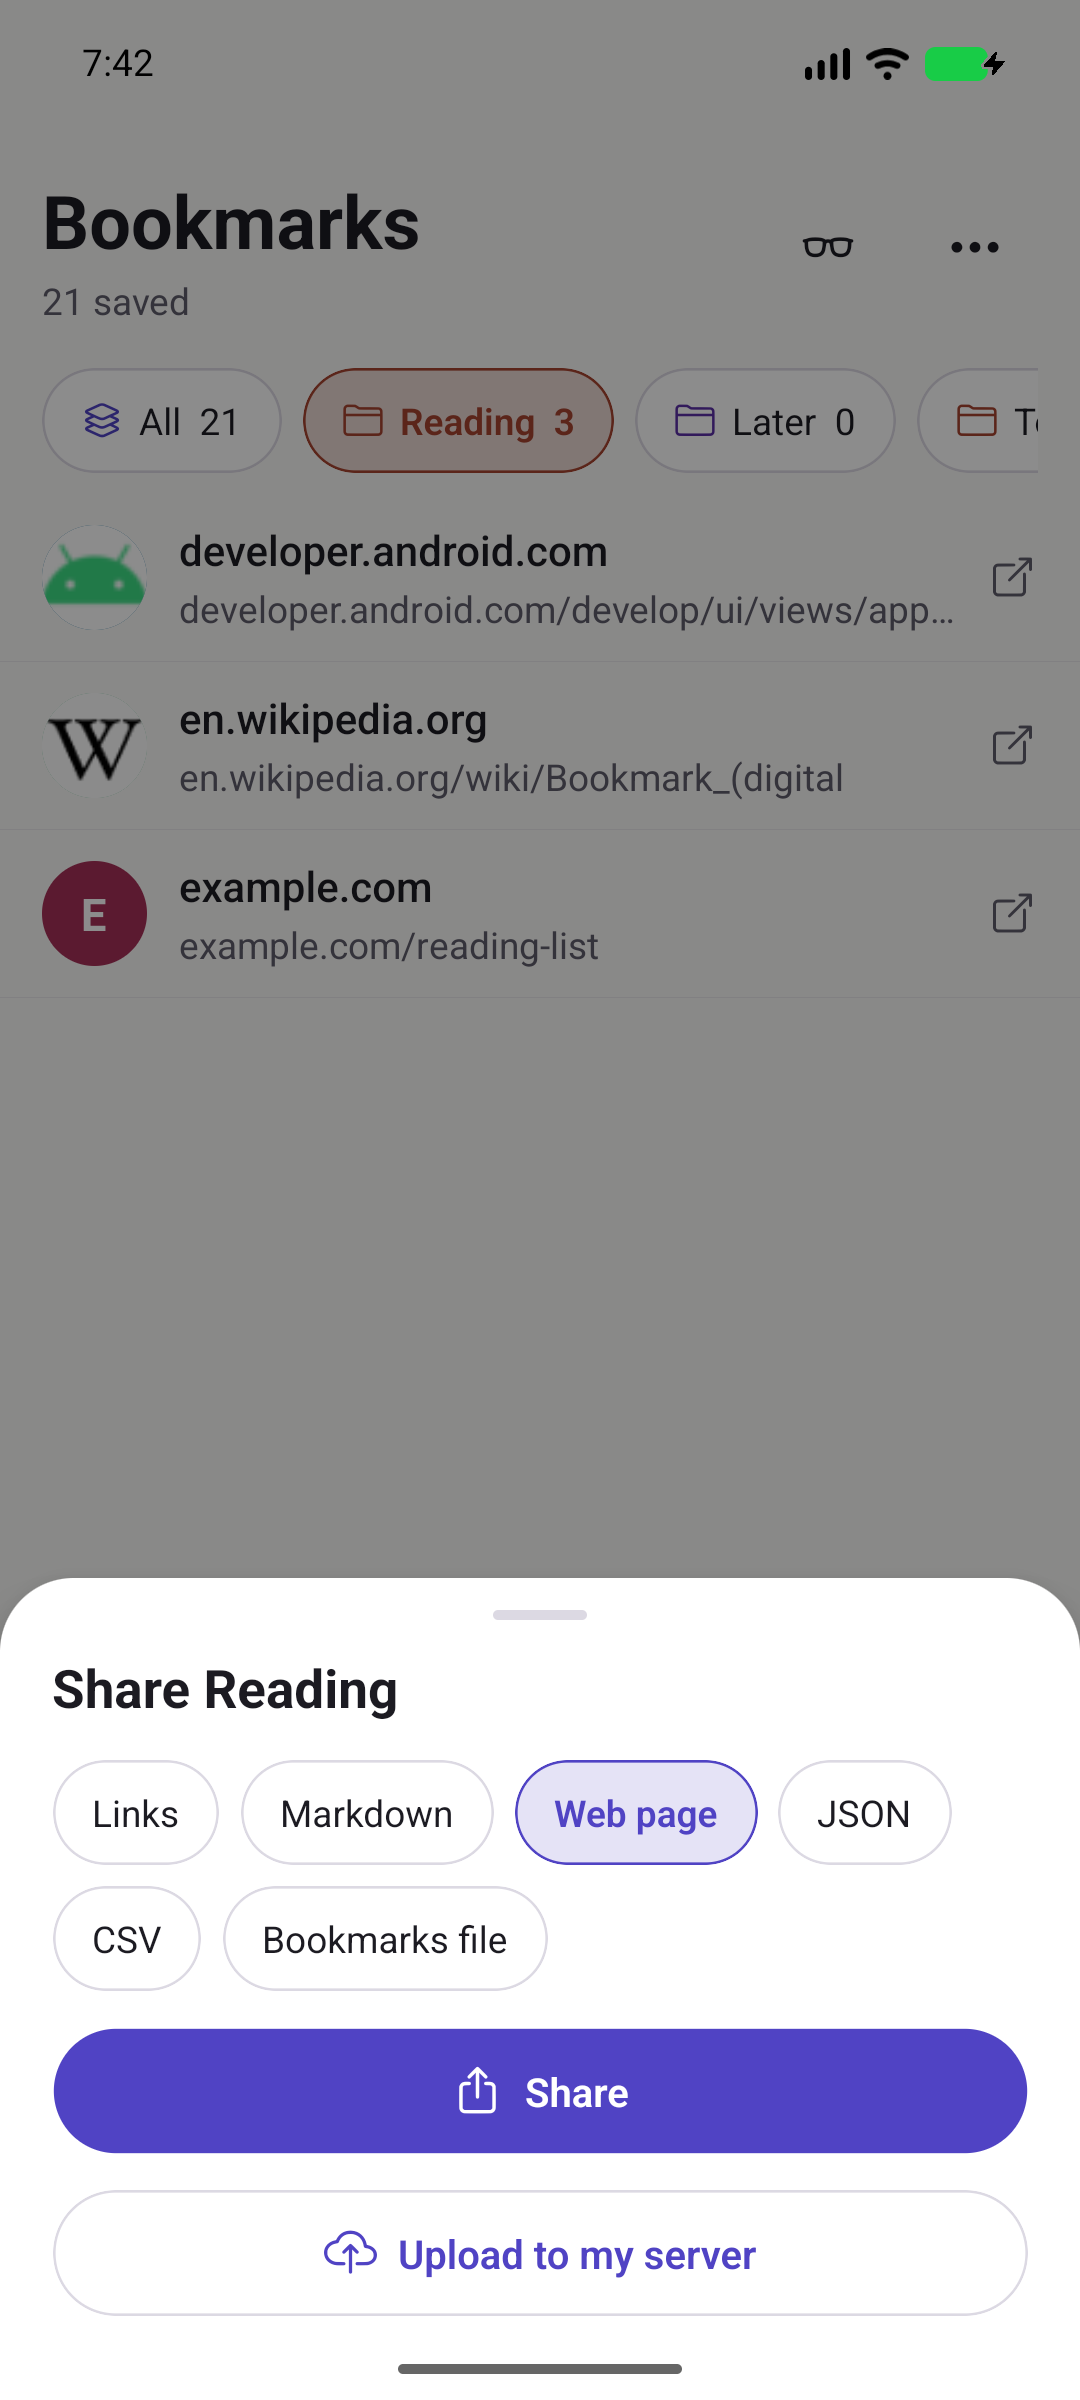 7:42
Bookmarks
21 saved
All 21
Reading 3
Later 0
developer.android.com
developer.android.com/develop/ui/views/app…
W
en.wikipedia.org
en.wikipedia.org/wiki/Bookmark_(digital
E
example.com
example.com/reading-list
Share Reading
Links
Markdown
Web page
JSON
CSV
Bookmarks file
Share
Upload to my server